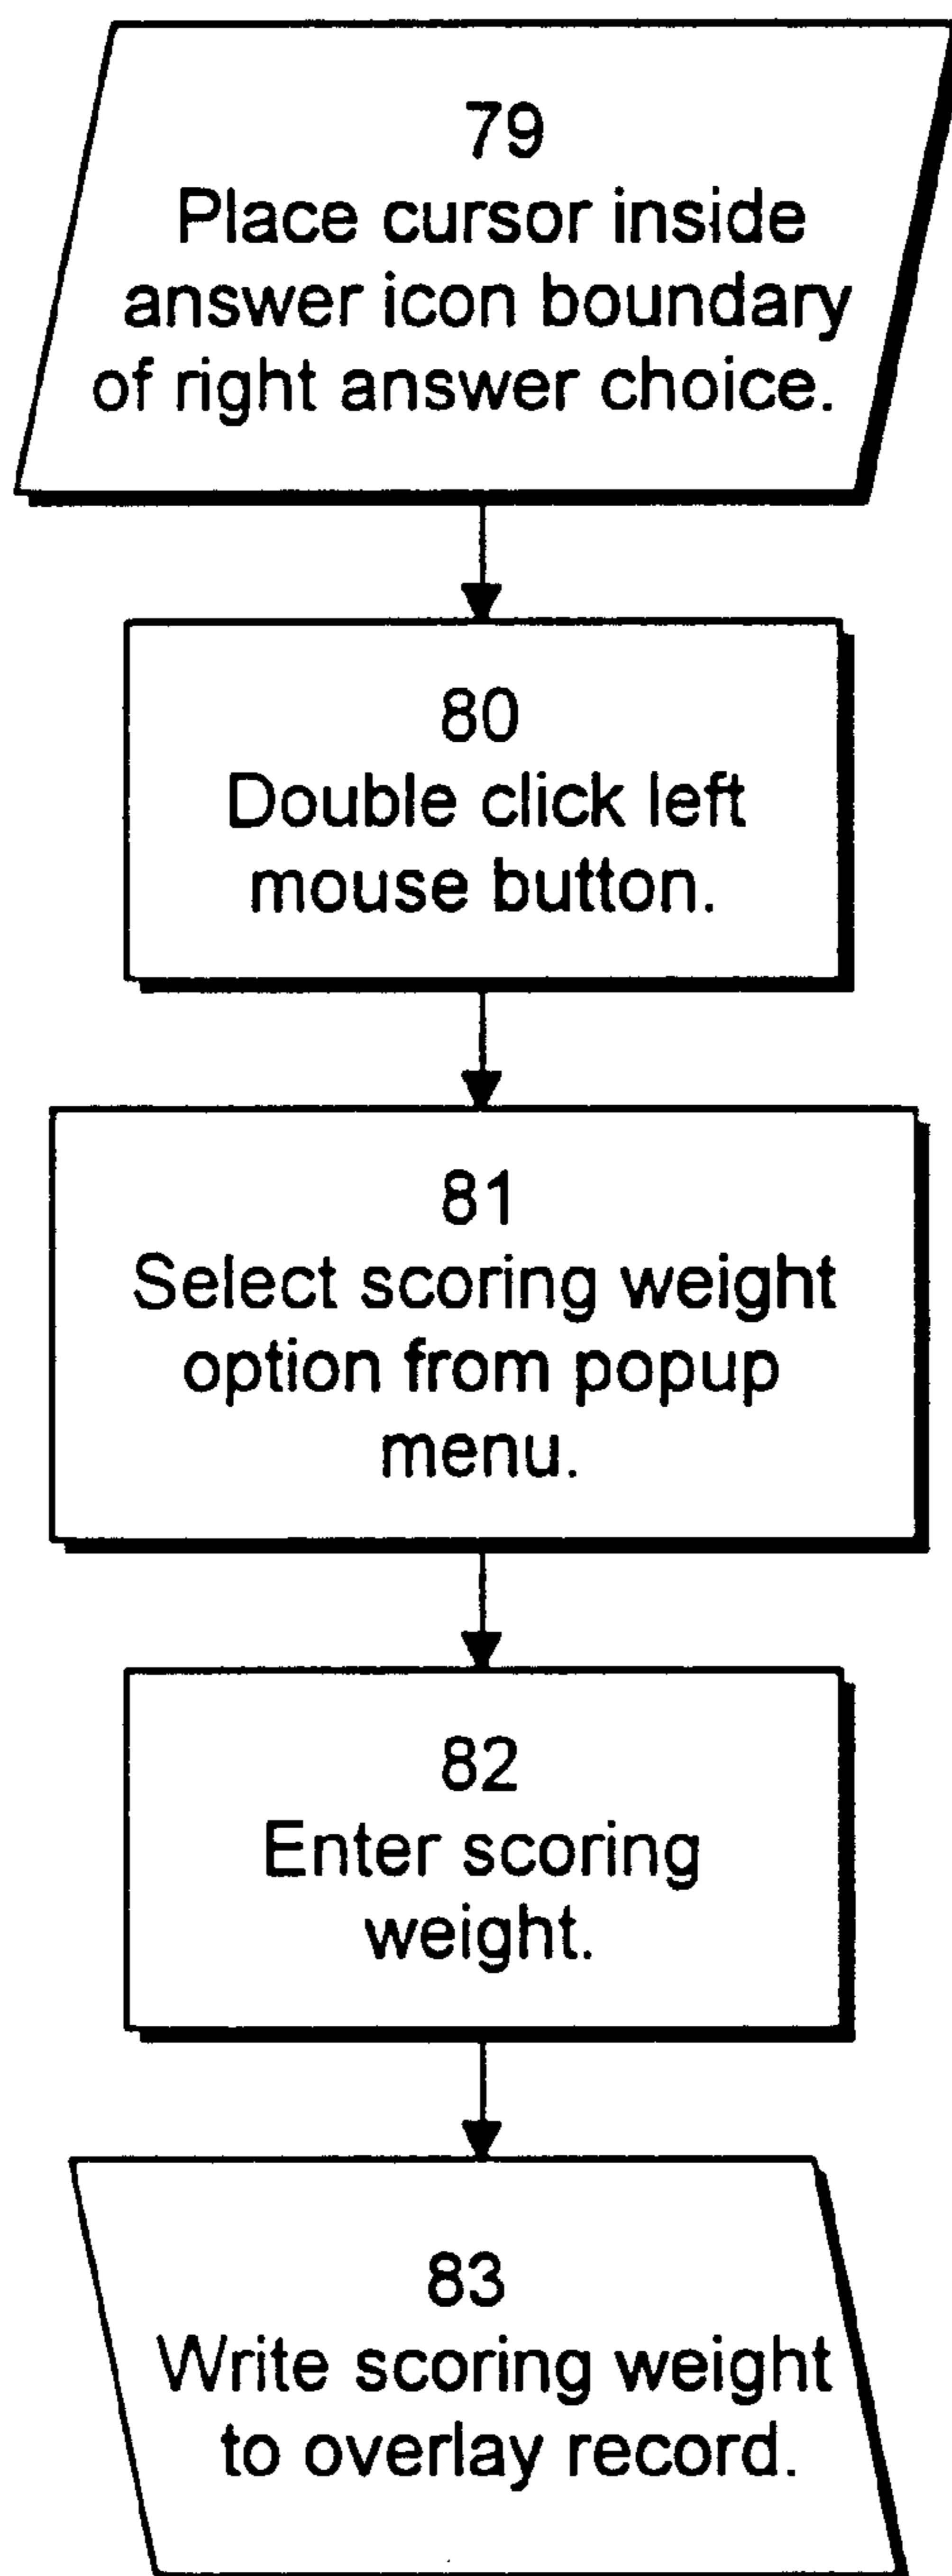 79
Place cursor inside
answer icon boundary
of right answer choice.
80
Double click left
mouse button.
81
Select scoring weight
option from popup
menu.
82
Enter scoring
weight.
83
Write scoring weight
to overlay record.